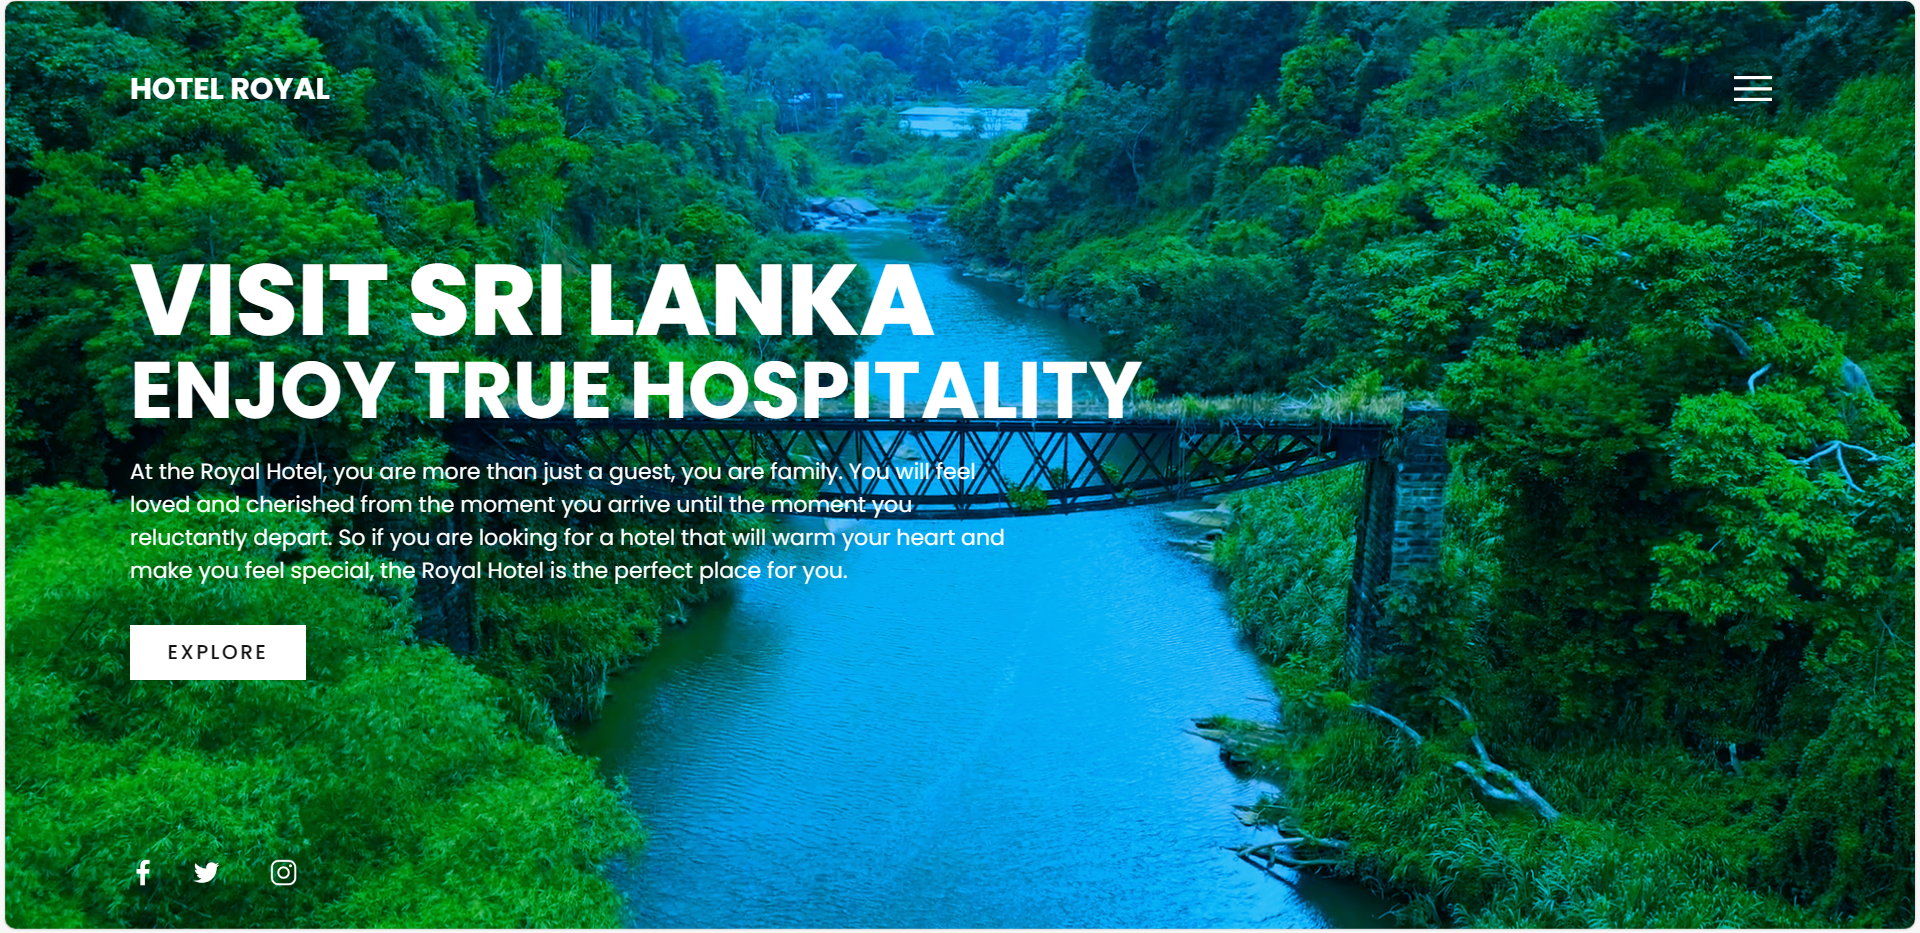 HOTEL ROYAL
VISIT SRI LANKA
ENJOY TRUE HOSPITALITY
At the Royal Hotel, you are more than just a guest, you are family. You will feel
loved and cherished from the moment you arrive until the moment you
reluctantly depart. So if you are looking for a hotel that will warm your heart and
make you feel special, the Royal Hotel is the perfect place for you.
EXPLORE